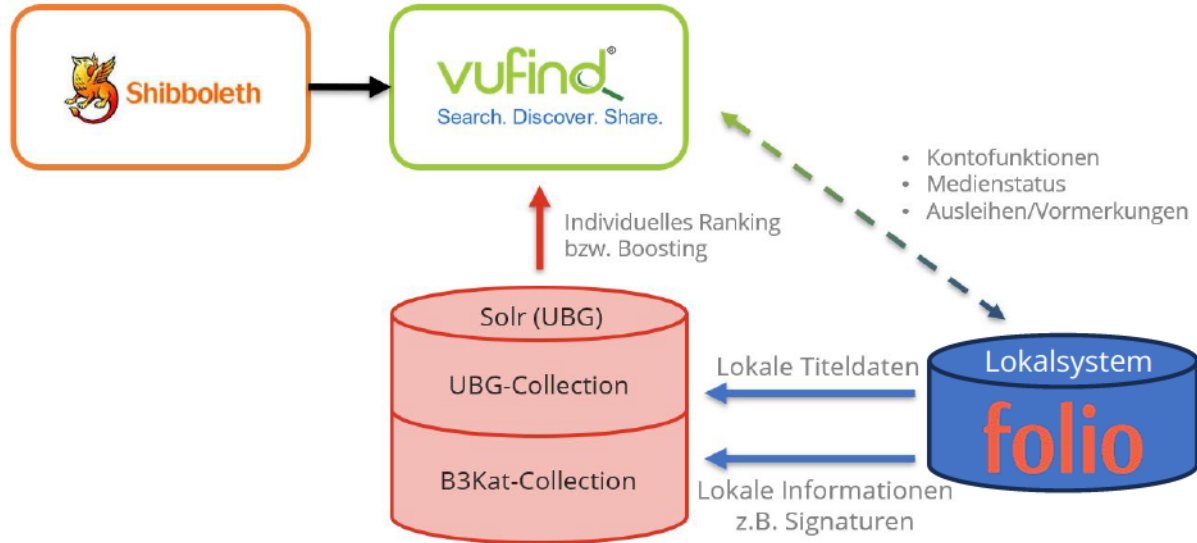 Shibboleth
vufind®
Search. Discover. Share.
• Kontofunktionen
• Medienstatus
• Ausleihen/Vormerkungen
Individuelles Ranking
bzw. Boosting
Solr (UBG)
UBG-Collection
B3Kat-Collection
Lokale Titeldaten
Lokale Informationen
z.B. Signaturen
Lokalsystem
folio